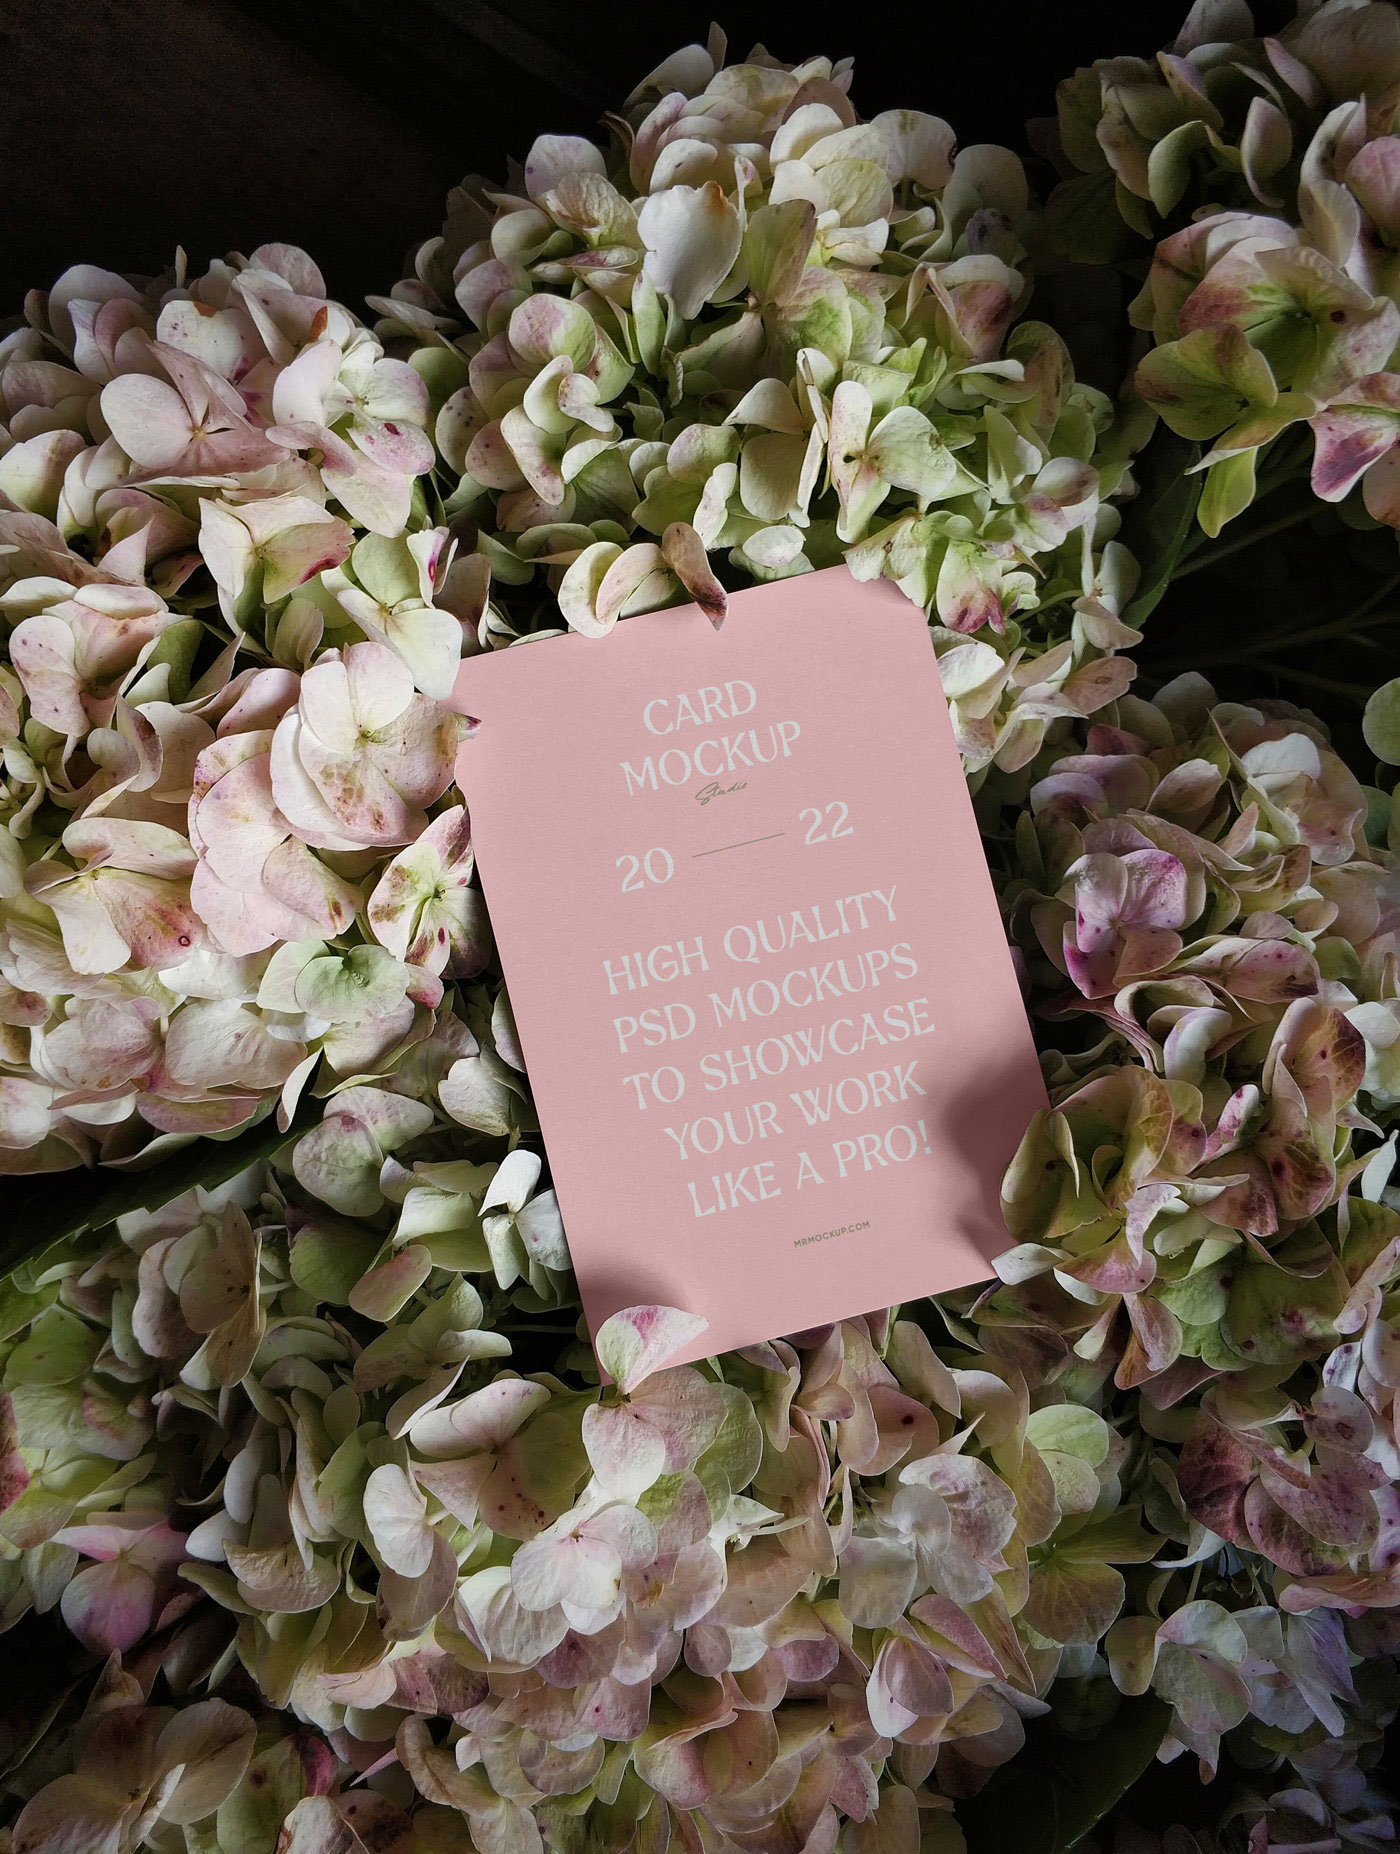 CARD
MOCKUP
Studio
20 — 22
HIGH QUALITY
PSD MOCKUPS
TO SHOWCASE
YOUR WORK
LIKE A PRO!
MRMOCKUP.COM